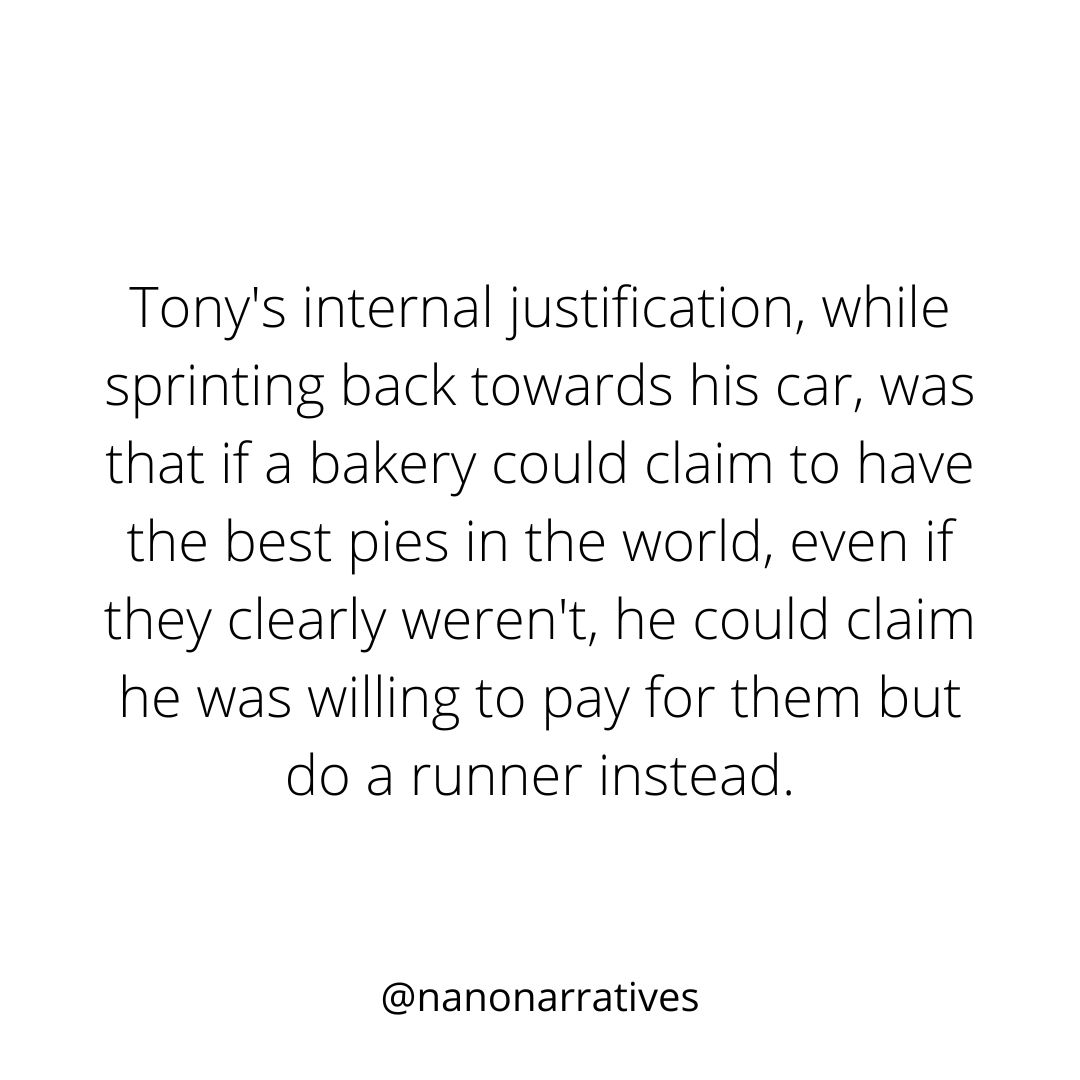 Tony's internal justification, while
sprinting back towards his car, was
that if a bakery could claim to have
the best pies in the world, even if
they clearly weren't, he could claim
he was willing to pay for them but
do a runner instead.
@nanonarratives